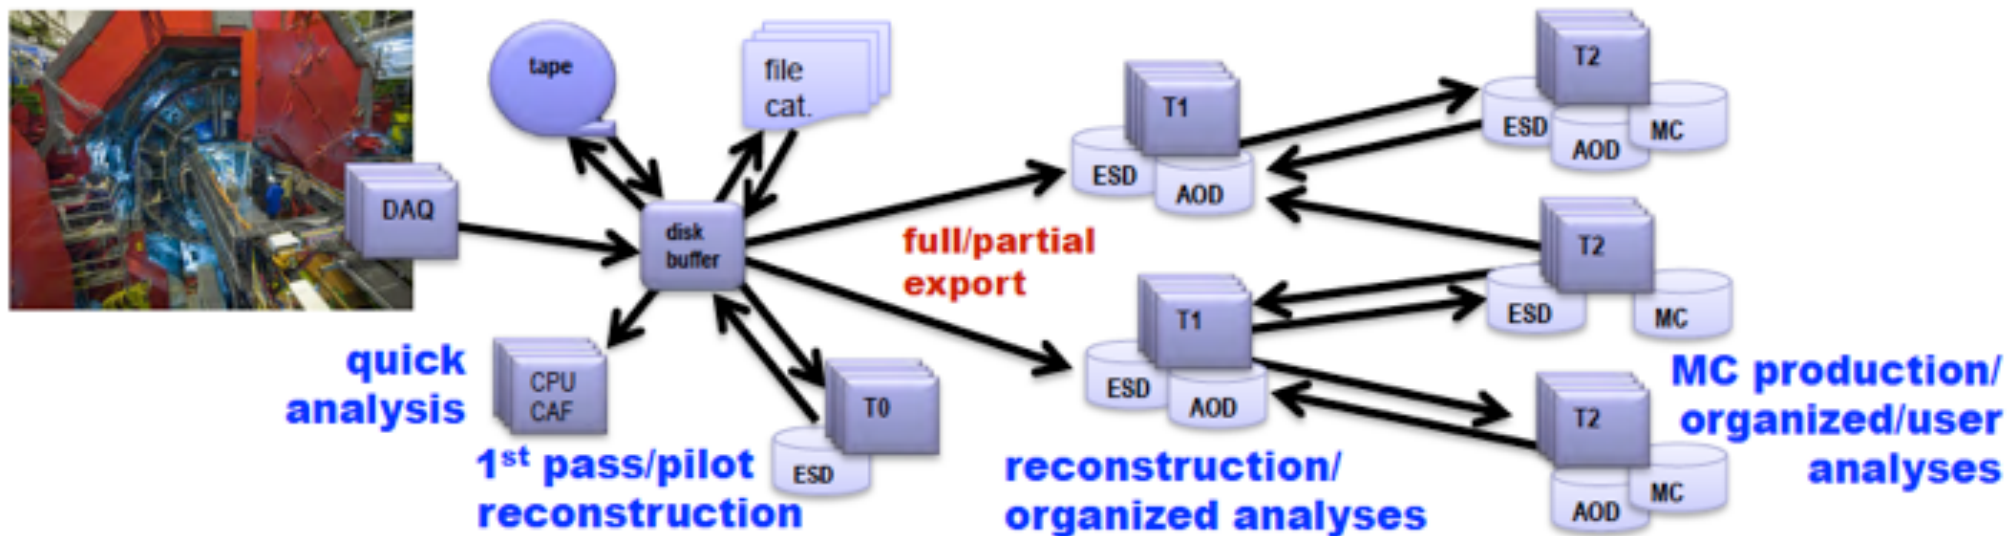 tape
file
cat.
DAQ
disk
buffer
CPU
CAF
quick
analysis
T0
ESD
1st pass/pilot
reconstruction
full/partial
export
T1
ESD
AOD
T1
ESD
AOD
reconstruction/
organized analyses
T2
ESD
AOD
MC
T2
ESD
MC
T2
AOD
MC
MC production/
organized/user
analyses